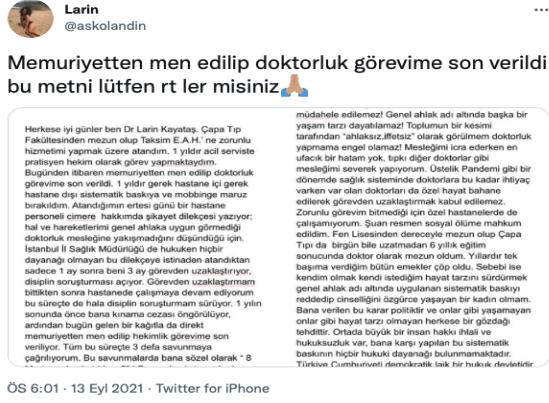 Larin
@askolandin
Memuriyetten men edilip doktorluk görevime son verildi
bu metni lütfen rt ler misiniz🙏🏼
Herkese iyi günler ben Dr Larin Kayataş. Çapa Tıp
Fakültesinden mezun olup Taksim E.A.H.' ne zorunlu
hizmetimi yapmak üzere atandım. 1 yıldır acil serviste
pratisyen hekim olarak görev yapmaktaydım.
Bugünden itibaren memuriyetten men edilip doktorluk
görevime son verildi. 1 yıldır gerek hastane içi gerek
hastane dışı sistematik baskıya ve mobbinge maruz
bırakıldım. Atandığımın ertesi günü bir hastane
personeli cimere hakkımda şikayet dilekçesi yazıyor;
hal ve hareketlerimi genel ahlaka uygun görmediği
doktorluk mesleğine yakışmadığını düşündüğü için.
İstanbul İl Sağlık Müdürlüğü de hukuken hiçbir
dayanağı olmayan bu dilekçeye istinaden atandıktan
sadece 1 ay sonra beni 3 ay görevden uzaklaştırıyor,
disiplin soruşturması açıyor. Görevden uzaklaştırmam
bittikten sonra hastanede çalışmaya devam ediyorum
bu süreçte de hala disiplin soruşturmam sürüyor. 1 yılın
sonunda önce bana kınama cezası öngörülüyor,
ardından bugün gelen bir kağıtla da direkt
memuriyetten men edilip hekimlik görevime son
veriliyor. Tüm bu süreçte 3 defa savunmaya
çağrılıyorum. Bu savunmalarda bana sözel olarak " 8
müdahele edilemez! Genel ahlak adı altında başka bir
yaşam tarzı dayatılamaz! Toplumun bir kesimi
tarafından "ahlaksız,iffetsiz" olarak görülmem doktorluk
yapmama engel olamaz! Mesleğimi icra ederken en
ufacık bir hatam yok, tıpkı diğer doktorlar gibi
mesleğimi severek yapıyorum. Üstelik Pandemi gibi bir
dönemde sağlık sisteminde doktorlara bu kadar ihtiyaç
varken var olan doktorları da özel hayat bahane
edilerek görevden uzaklaştırmak kabul edilemez.
Zorunlu görevim bitmediği için özel hastanelerde de
çalışamıyorum. Şuan resmen sosyal ölüme mahkum
edildim. Fen Lisinden dereceyle mezun olup Çapa
Tıpı da birgün bile uzatmadan 6 yıllık eğitim
sonucunda doktor olarak mezun oldum. Yıllardır tek
başıma verdiğim bütün emekler çöp oldu. Sebebi ise
kendim olmak kendi istediğim hayat tarzını sürdürmek
genel ahlak adı altında uygulanan sistematik baskıyı
reddedip cinselliğini özgürce yaşayan bir kadın olmam.
Bana verilen bu karar politiktir ve onlar gibi yaşamayan
onlar gibi hayat tarzı olmayan herkese bir gözdağı
tehdittir. Ortada büyük bir insan hakkı ihlali ve
hukuksuzluk var, bana karşı yapılan bu sistematik
baskının hiçbir hukuki dayanağı bulunmamaktadır.
Türkiye Cumhuriyeti demokratik laik bir hukuk devletidir
ÖS 6:01 · 13 Eyl 2021 · Twitter for iPhone